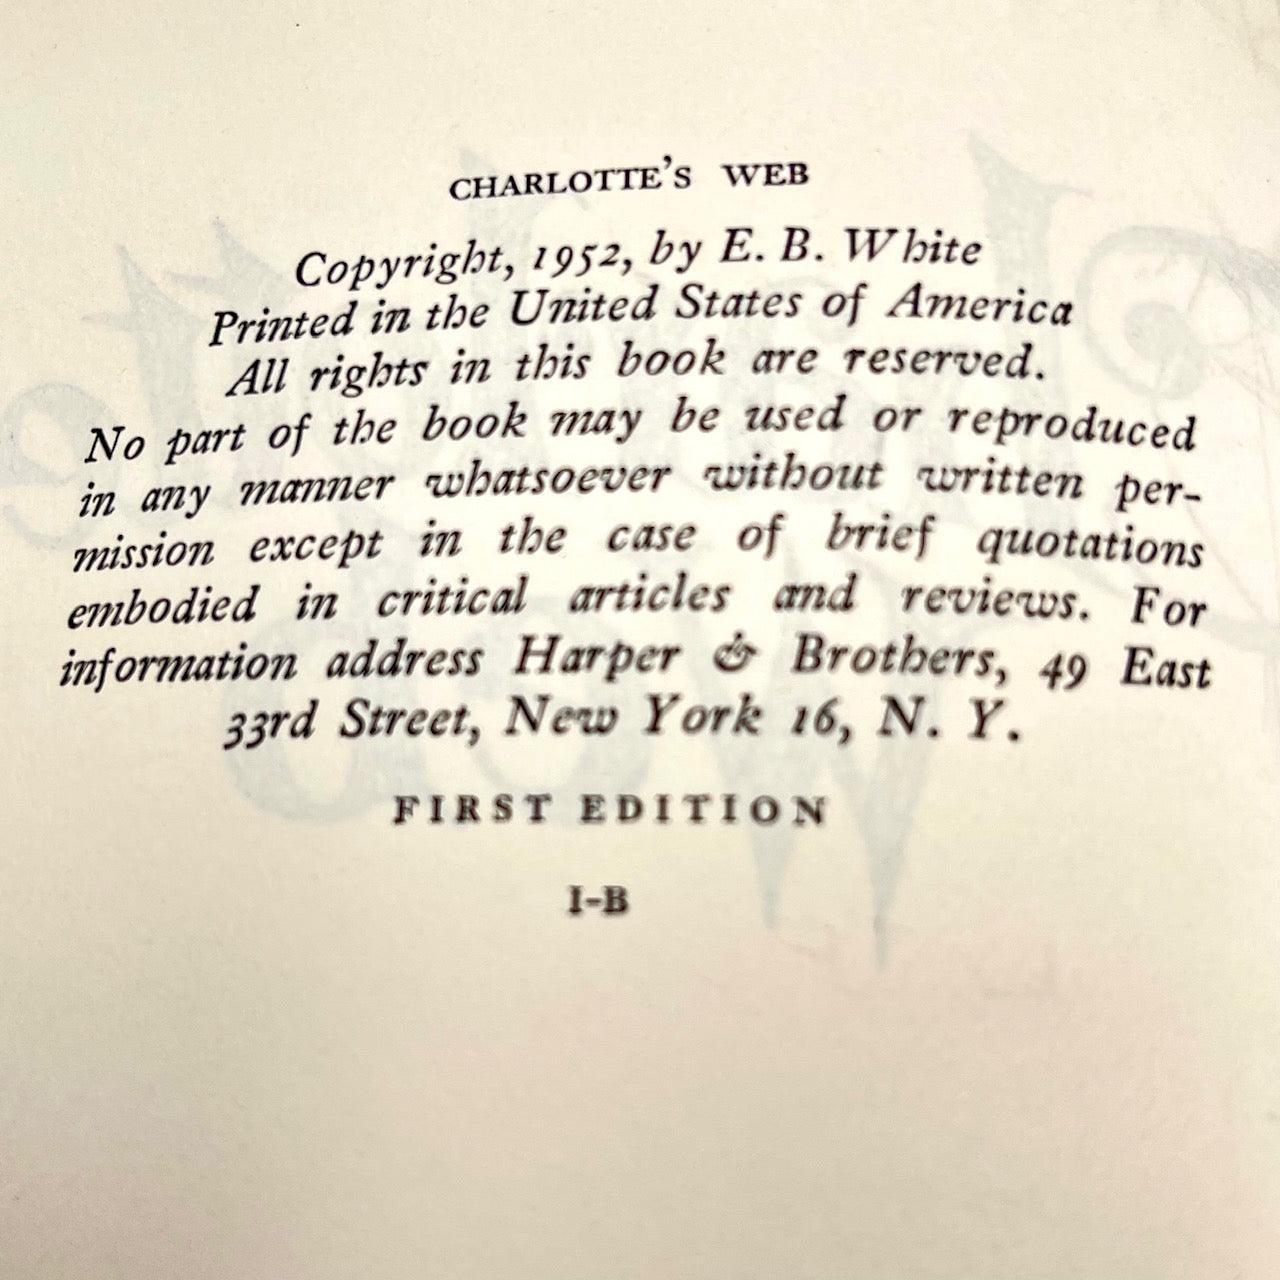 CHARLOTTE'S WEB
Copyright, 1952, by E. B. White
Printed in the United States of America
All rights in this book are reserved.
No part of the book may be used or reproduced
in any manner whatsoever without written per-
mission except in the case of brief quotations
embodied in critical articles and reviews. For
information address Harper & Brothers, 49 East
33rd Street, New York 16, N. Y.
FIRST EDITION
I-B